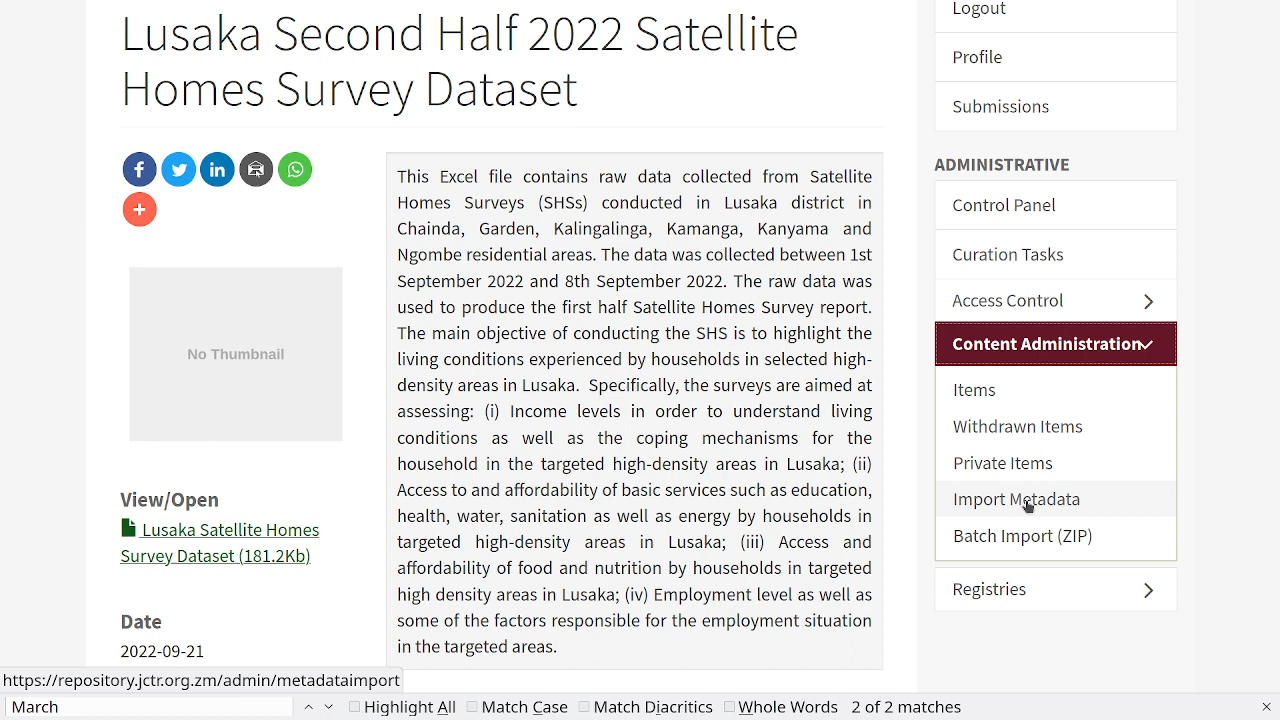 Lusaka Second Half 2022 Satellite
Homes Survey Dataset
This Excel file contains raw data collected from Satellite
Homes Surveys (SHSs) conducted in Lusaka district in
Chainda, Garden, Kalingalinga, Kamanga, Kanyama and
Ngombe residential areas. The data was collected between 1st
September 2022 and 8th September 2022. The raw data was
used to produce the first half Satellite Homes Survey report.
The main objective of conducting the SHS is to highlight the
living conditions experienced by households in selected high-
density areas in Lusaka. Specifically, the surveys are aimed at
assessing: (i) Income levels in order to understand living
conditions as well as the coping mechanisms for the
household in the targeted high-density areas in Lusaka; (ii)
Access to and affordability of basic services such as education,
health, water, sanitation as well as energy by households in
targeted high-density areas in Lusaka; (iii) Access and
affordability of food and nutrition by households in targeted
high density areas in Lusaka; (iv) Employment level as well as
some of the factors responsible for the employment situation
in the targeted areas.
No Thumbnail
View/Open
Lusaka Satellite Homes
Survey Dataset (181.2Kb)
Date
2022-09-21
Logout
Profile
Submissions
ADMINISTRATIVE
Control Panel
Curation Tasks
Access Control
Content Administration
Items
Withdrawn Items
Private Items
Import Metadata
Batch Import (ZIP)
Registries
https://repository.jctr.org.zm/admin/metadataimport
March Highlight All Match Case Match Diacritics Whole Words 2 of 2 matches